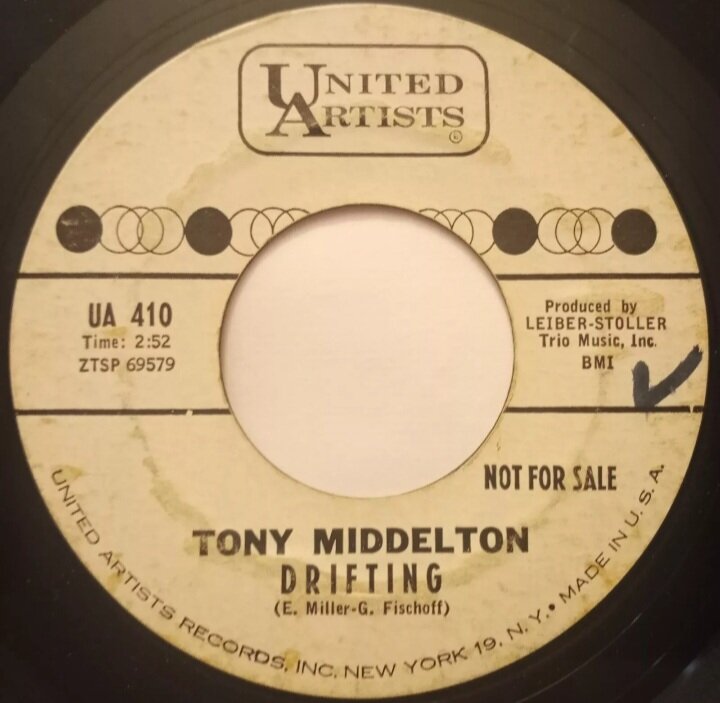 UNITED
ARTISTS
UA 410
Time: 2:52
ZTSP 69579
Produced by
LEIBER-STOLLER
Trio Music, Inc.
BMI
NOT FOR SALE
TONY MIDDELTON
DRIFTING
(E. Miller-G. Fischoff)
UNITED ARTISTS RECORDS, INC. NEW YORK 19, N. Y. • MADE IN U. S. A.